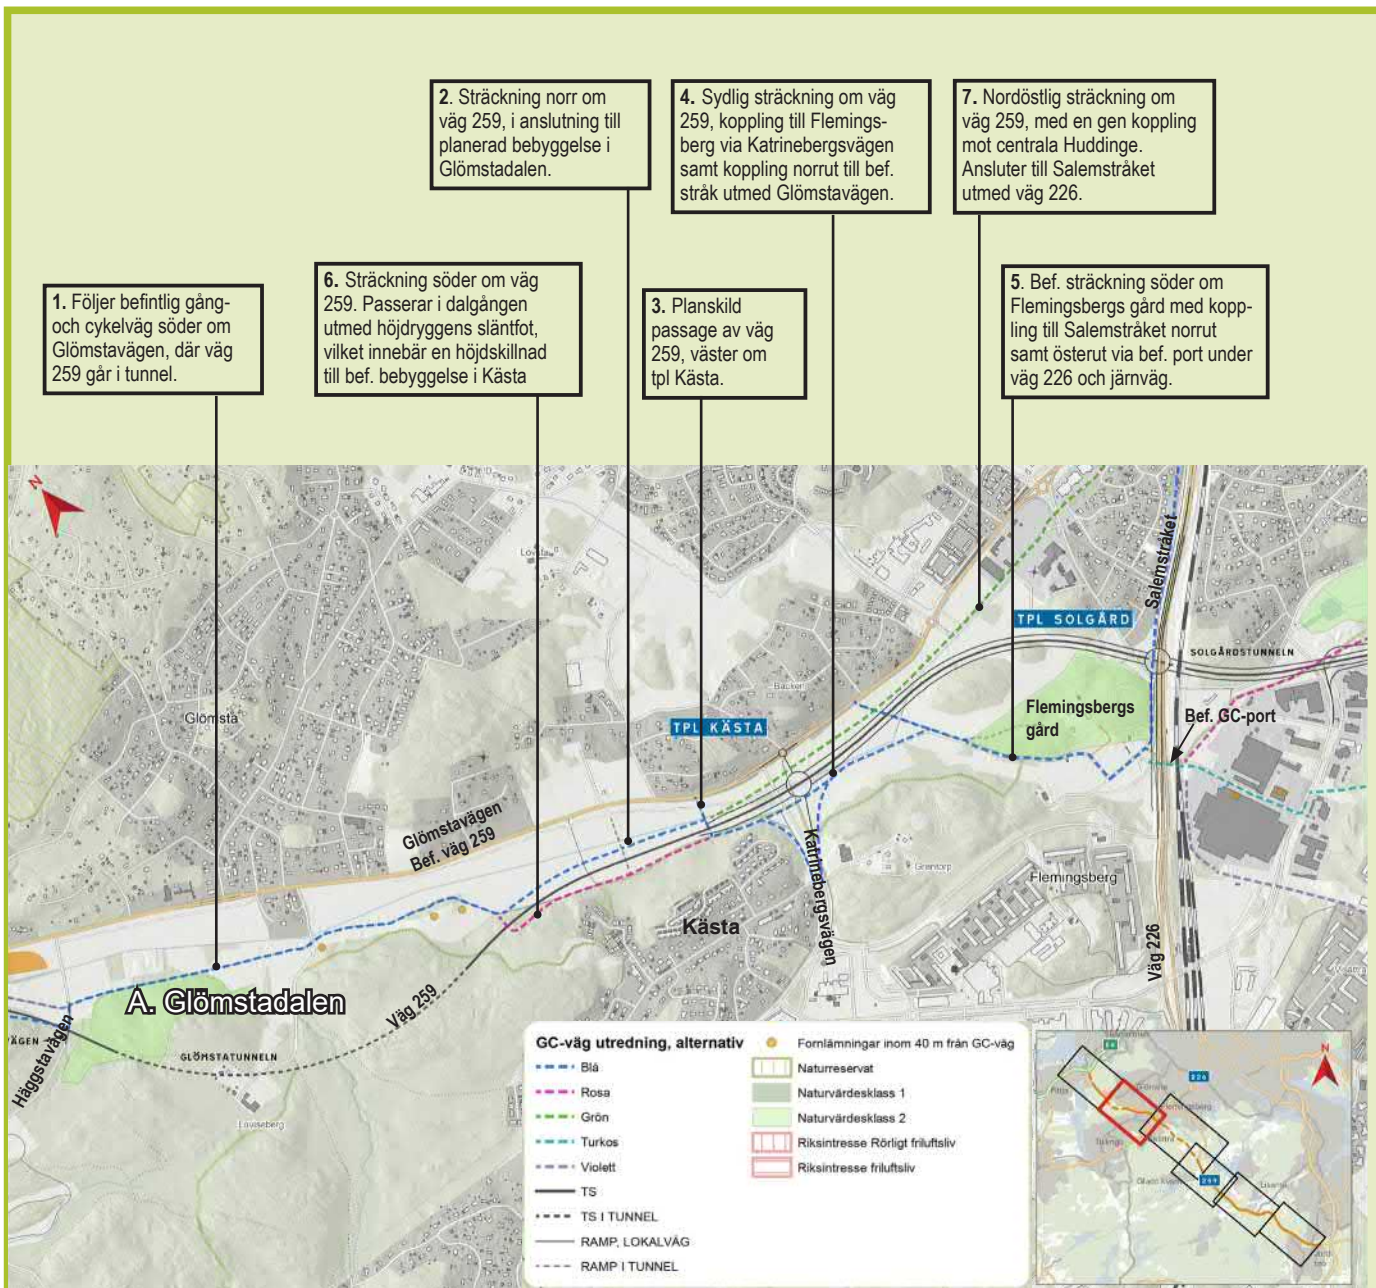 2. Sträckning norr om
väg 259, i anslutning till
planerad bebyggelse i
Glömstadalen.
4. Sydlig sträckning om väg
259, koppling till Flemings-
berg via Katrinebergsvägen
samt koppling norrut till bef.
stråk utmed Glömstavägen.
7. Nordöstlig sträckning om
väg 259, med en gen koppling
mot centrala Huddinge.
Ansluter till Salemstråket
utmed väg 226.
1. Följer befintlig gång-
och cykelväg söder om
Glömstavägen, där väg
259 går i tunnel.
6. Sträckning söder om väg
259. Passerar i dalgången
utmed höjdryggens släntfot,
vilket innebär en höjdskillnad
till bef. bebyggelse i Kästa
3. Planskild
passage av väg
259, väster om
tpl Kästa.
5. Bef. sträckning söder om
Flemingsbergs gård med kopp-
ling till Salemstråket norrut
samt österut via bef. port under
väg 226 och järnväg.
N
Salemstråket
TPL SOLGÅRD
SOLGÅRDSTUNNELN
Glömsta
TPL KÄSTA
Flemingsbergs
gård
Bef. GC-port
Glömstavägen
Bef. väg 259
Katrinebergsvägen
Flemingsberg
Kästa
Väg 226
A. Glömstadalen
Väg 259
VÄGEN
Häggstavägen
GLÖMSTATUNNELN
Loviseberg
GC-väg utredning, alternativ
Blå
Rosa
Grön
Turkos
Violett
TS
TS I TUNNEL
RAMP, LOKALVÄG
RAMP I TUNNEL
Fornlämningar inom 40 m från GC-väg
Naturreservat
Naturvärdesklass 1
Naturvärdesklass 2
Riksintresse Rörligt friluftsliv
Riksintresse friluftsliv
N
226
259